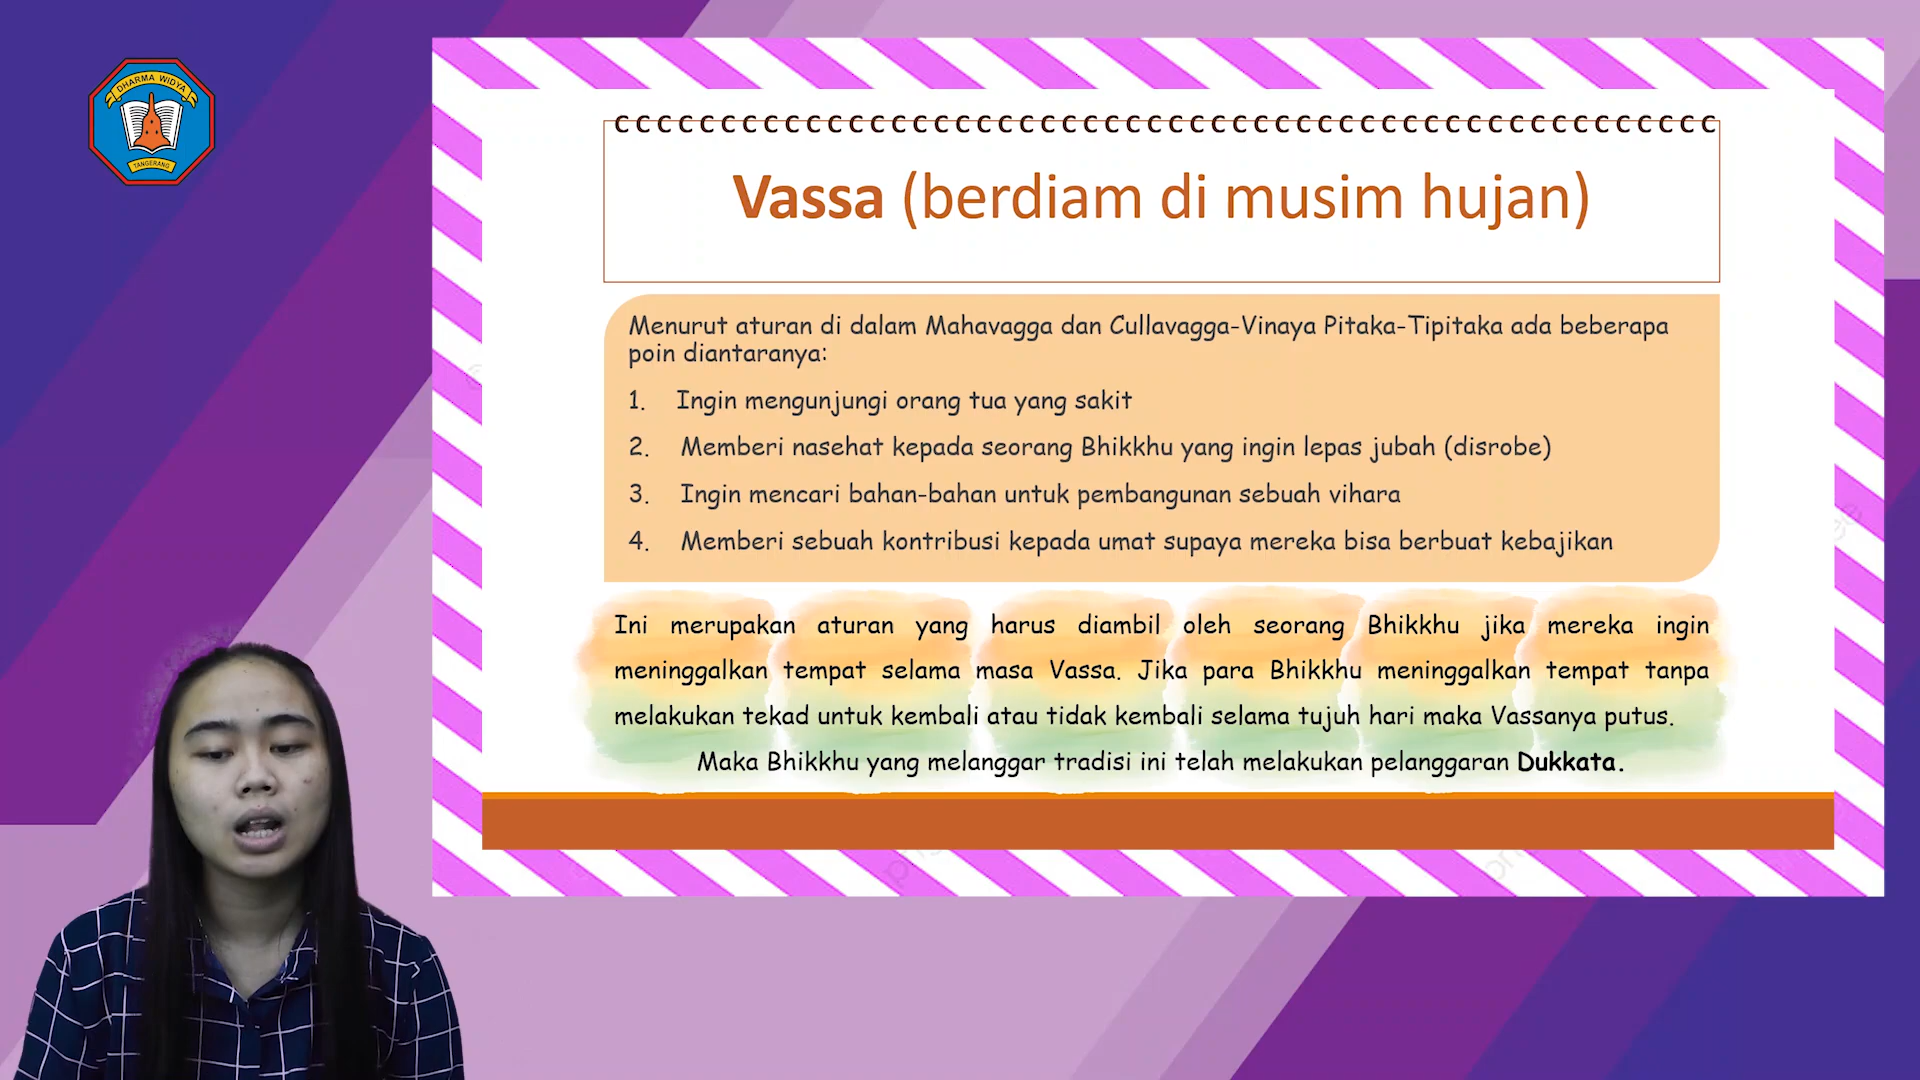 DHARMA WIDYA
TANGERANG
c c c c c c c c c c c c c c c c c c c c c c c c c c c c c c c c c c c c c c c c c c c c c c c c c c c c
Vassa (berdiam di musim hujan)
Menurut aturan di dalam Mahavagga dan Cullavagga-Vinaya Pitaka-Tipitaka ada beberapa
poin diantaranya:
1. Ingin mengunjungi orang tua yang sakit
2. Memberi nasehat kepada seorang Bhikkhu yang ingin lepas jubah (disrobe)
3. Ingin mencari bahan-bahan untuk pembangunan sebuah vihara
4. Memberi sebuah kontribusi kepada umat supaya mereka bisa berbuat kebajikan
Ini merupakan aturan yang harus diambil oleh seorang Bhikkhu jika mereka ingin
meninggalkan tempat selama masa Vassa. Jika para Bhikkhu meninggalkan tempat tanpa
melakukan tekad untuk kembali atau tidak kembali selama tujuh hari maka Vassanya putus.
Maka Bhikkhu yang melanggar tradisi ini telah melakukan pelanggaran Dukkata.